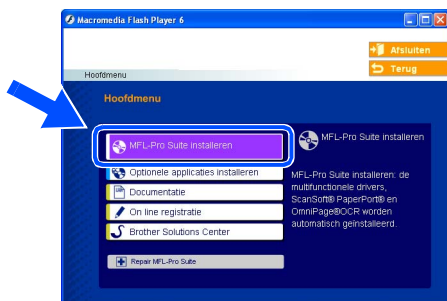 Macromedia Flash Player 6
Afsluiten
Terug
Hoofdmenu
Hoofdmenu
MFL-Pro Suite installeren
Optionele applicaties installeren
Documentatie
On line registratie
Brother Solutions Center
Repair MFL-Pro Suite
MFL-Pro Suite installeren
MFL-Pro Suite installeren: de
multifunctionele drivers,
ScanSoft® PaperPort® en
OmniPage®OCR worden
automatisch geïnstalleerd.